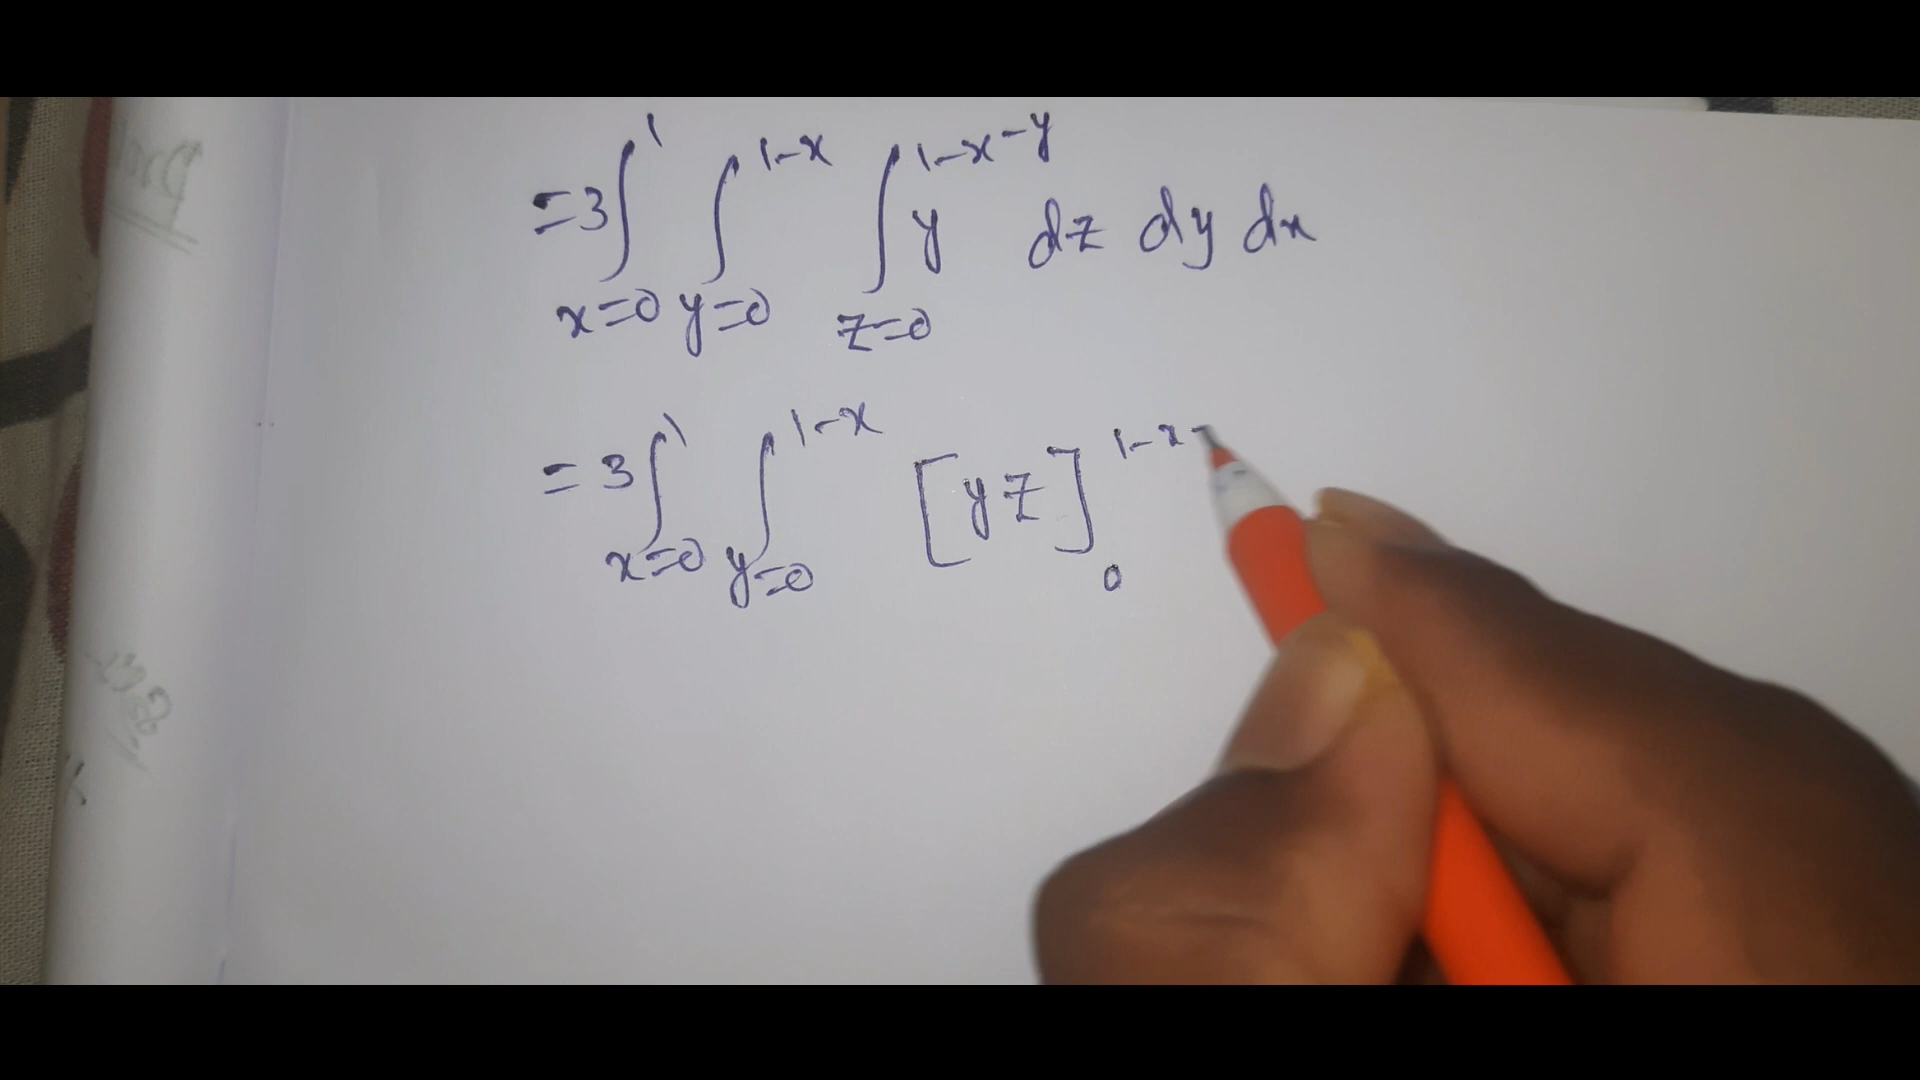 =3∫₍ₓ₌₀₎¹ ∫₍y=0₎^(1-x) ∫₍z=0₎^(1-x-y) y dz dy dx
=3∫₍ₓ₌₀₎¹ ∫₍y=0₎^(1-x) [yz]₀^(1-x-